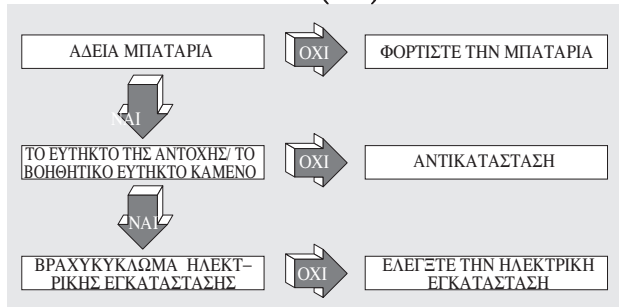 ΑΔΕΙΑ ΜΠΑΤΑΡΙΑ
ΟΧΙ
ΦΟΡΤΙΣΤΕ ΤΗΝ ΜΠΑΤΑΡΙΑ
ΝΑΙ
ΤΟ ΕΥΤΗΚΤΟ ΤΗΣ ΑΝΤΟΧΗΣ/ ΤΟ
ΒΟΗΘΗΤΙΚΟ ΕΥΤΗΚΤΟ ΚΑΜΕΝΟ
ΟΧΙ
ΑΝΤΙΚΑΤΑΣΤΑΣΗ
ΝΑΙ
ΒΡΑΧΥΚΥΚΛΩΜΑ ΗΛΕΚΤ–
ΡΙΚΗΣ ΕΓΚΑΤΑΣΤΑΣΗΣ
ΟΧΙ
ΕΛΕΓΞΤΕ ΤΗΝ ΗΛΕΚΤΡΙΚΗ
ΕΓΚΑΤΑΣΤΑΣΗ